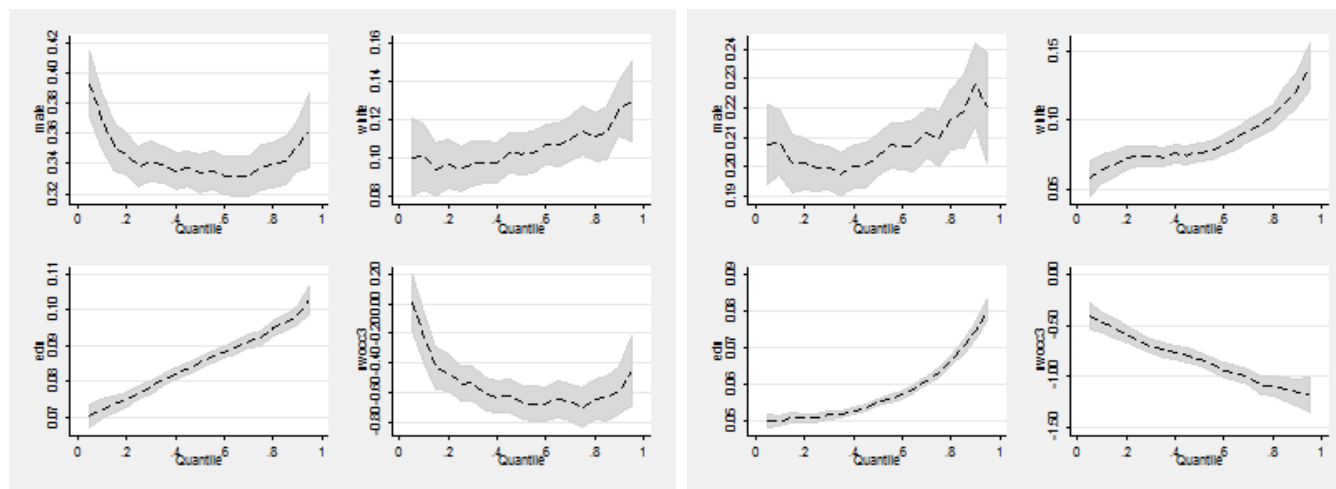 male
0.32 0.34 0.36 0.38 0.40 0.42
0 .2 .4 .6 .8 1
Quantile
white
0.08 0.10 0.12 0.14 0.16
0 .2 .4 .6 .8 1
Quantile
male
0.19 0.20 0.21 0.22 0.23 0.24
0 .2 .4 .6 .8 1
Quantile
white
0.05 0.10 0.15
0 .2 .4 .6 .8 1
Quantile
edu
0.07 0.08 0.09 0.10 0.11
0 .2 .4 .6 .8 1
Quantile
-0.80 -0.60 -0.40 -0.20 0.00 0.20
0 .2 .4 .6 .8 1
Quantile
edu
0.05 0.06 0.07 0.08 0.09
0 .2 .4 .6 .8 1
Quantile
-1.50 -1.00 -0.50 0.00
0 .2 .4 .6 .8 1
Quantile